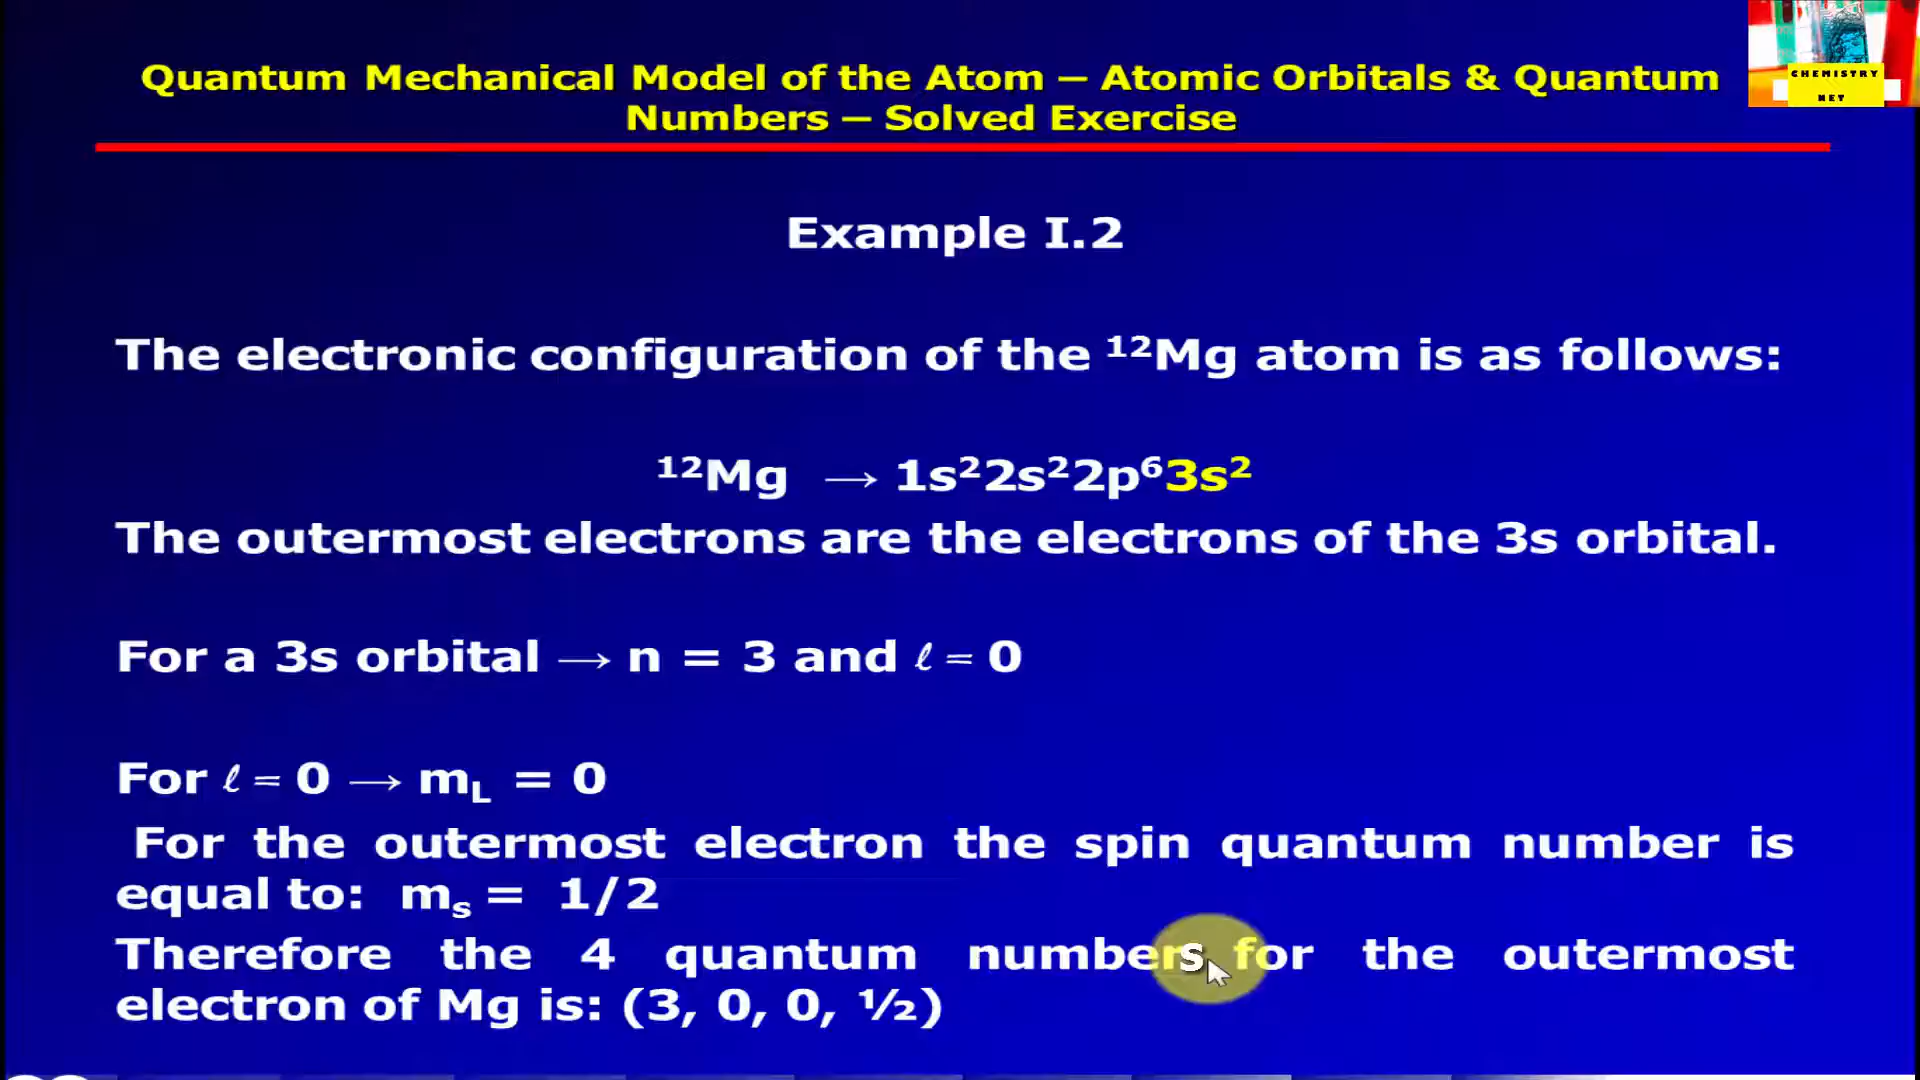 Quantum Mechanical Model of the Atom – Atomic Orbitals & Quantum
Numbers – Solved Exercise
CHEMISTRY
NET
Example I.2
The electronic configuration of the ¹²Mg atom is as follows:
¹²Mg → 1s²2s²2p⁶3s²
The outermost electrons are the electrons of the 3s orbital.
For a 3s orbital → n = 3 and ℓ = 0
For ℓ = 0 → mL = 0
For the outermost electron the spin quantum number is
equal to: ms = 1/2
Therefore the 4 quantum numbers for the outermost
electron of Mg is: (3, 0, 0, ½)